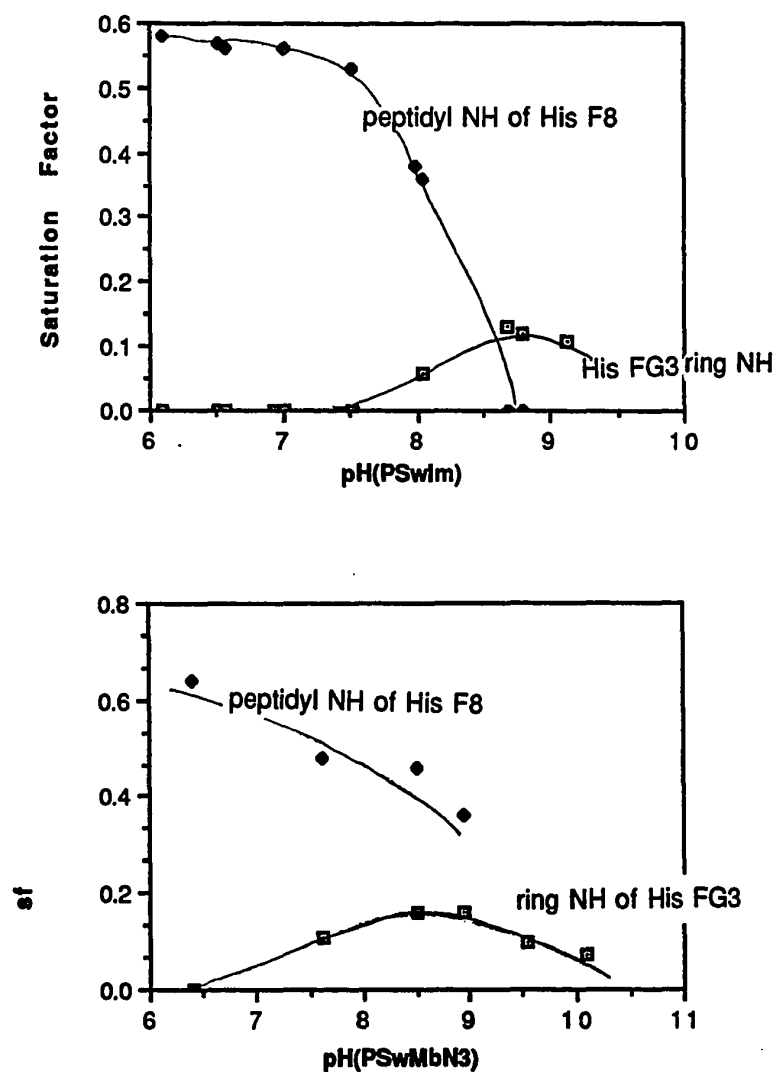 0.6
0.5
0.4
0.3
0.2
0.1
0.0
Saturation Factor
peptidyl NH of His F8
His FG3 ring NH
6 7 8 9 10
pH(PSwIm)
0.8
0.6
0.4
0.2
0.0
sf
peptidyl NH of His F8
ring NH of His FG3
6 7 8 9 10 11
pH(PSwMbN3)